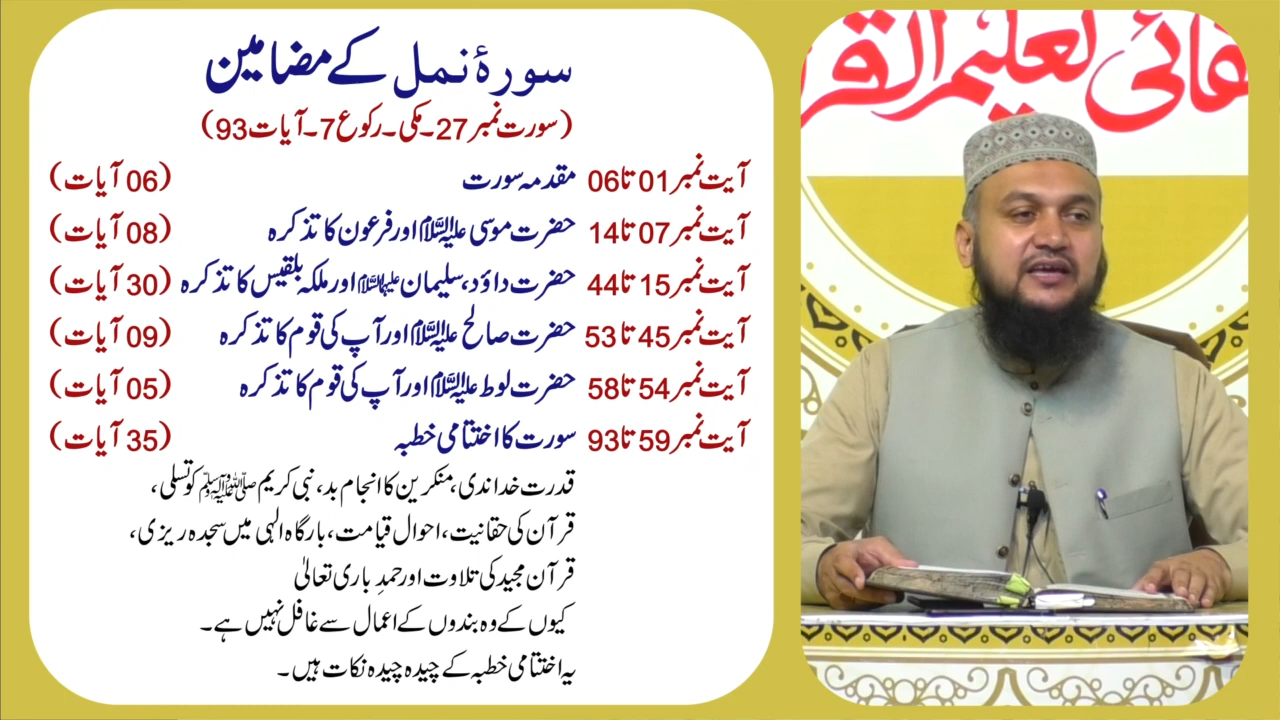 سورۂ نمل کے مضامین
(سورت نمبر 27۔ مکی۔ رکوع 7۔ آیات 93)
آیت نمبر 01 تا 06 مقدمہ سورت (06 آیات)
آیت نمبر 07 تا 14 حضرت موسی علیہ السلام اور فرعون کا تذکرہ (08 آیات)
آیت نمبر 15 تا 44 حضرت داؤد، سلیمان علیہما السلام اور ملکہ بلقیس کا تذکرہ (30 آیات)
آیت نمبر 45 تا 53 حضرت صالح علیہ السلام اور آپ کی قوم کا تذکرہ (09 آیات)
آیت نمبر 54 تا 58 حضرت لوط علیہ السلام اور آپ کی قوم کا تذکرہ (05 آیات)
آیت نمبر 59 تا 93 سورت کا اختتامی خطبہ (35 آیات)
قدرت خداندی، منکرین کا انجام بد، نبی کریم ﷺ کو تسلی،
قرآن کی حقانیت، احوال قیامت، بارگاہ الہی میں سجدہ ریزی،
قرآن مجید کی تلاوت اور حمدِ باری تعالیٰ
کیوں کے وہ بندوں کے اعمال سے غافل نہیں ہے۔
یہ اختتامی خطبہ کے چیدہ چیدہ نکات ہیں۔
لعلیم القر